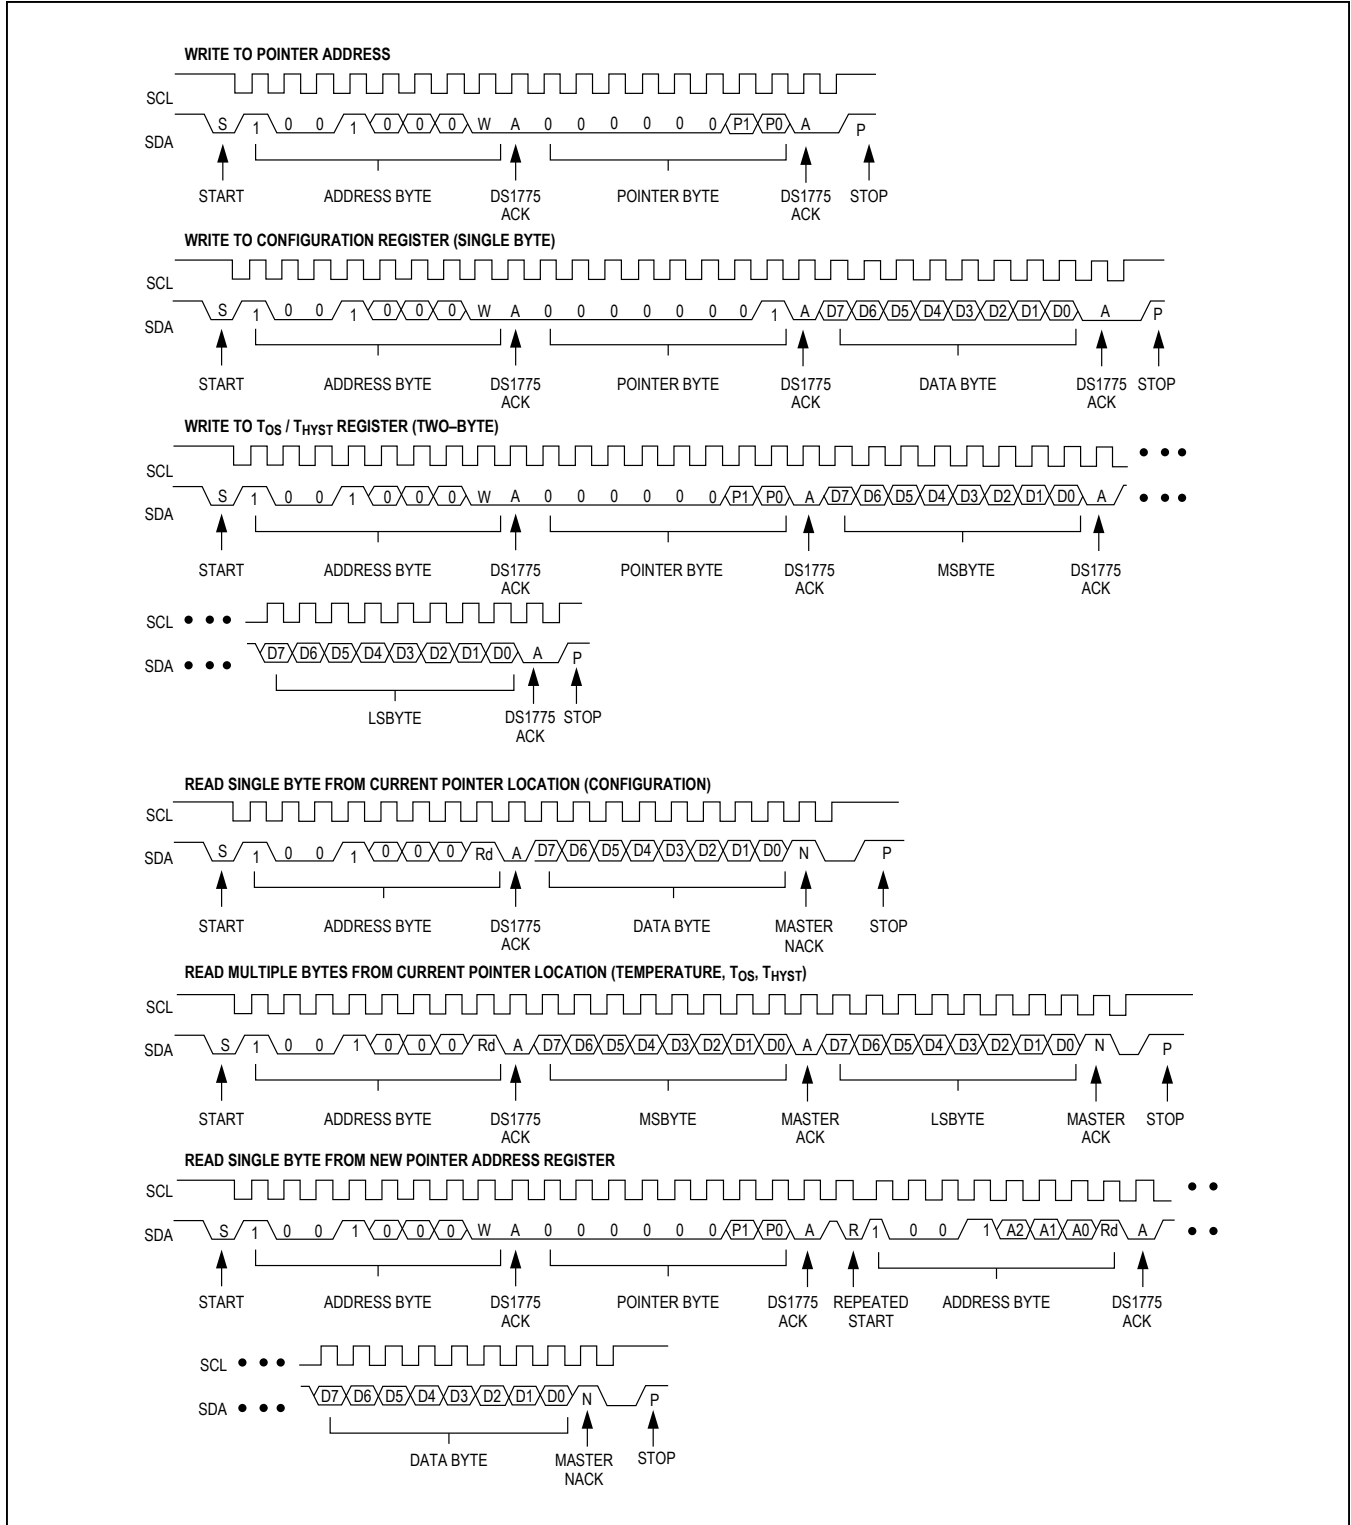 WRITE TO POINTER ADDRESS
SCL
SDA S 1 0 0 1 0 0 0 W A 0 0 0 0 0 0 P1 P0 A P
START ADDRESS BYTE DS1775 ACK POINTER BYTE DS1775 ACK STOP
WRITE TO CONFIGURATION REGISTER (SINGLE BYTE)
SCL
SDA S 1 0 0 1 0 0 0 W A 0 0 0 0 0 0 0 1 A D7 D6 D5 D4 D3 D2 D1 D0 A P
START ADDRESS BYTE DS1775 ACK POINTER BYTE DS1775 ACK DATA BYTE DS1775 ACK STOP
WRITE TO TOS / THYST REGISTER (TWO–BYTE)
SCL
SDA S 1 0 0 1 0 0 0 W A 0 0 0 0 0 0 P1 P0 A D7 D6 D5 D4 D3 D2 D1 D0 A
START ADDRESS BYTE DS1775 ACK POINTER BYTE DS1775 ACK MSBYTE DS1775 ACK
SCL
SDA D7 D6 D5 D4 D3 D2 D1 D0 A P
LSBYTE DS1775 ACK STOP
READ SINGLE BYTE FROM CURRENT POINTER LOCATION (CONFIGURATION)
SCL
SDA S 1 0 0 1 0 0 0 Rd A D7 D6 D5 D4 D3 D2 D1 D0 N P
START ADDRESS BYTE DS1775 ACK DATA BYTE MASTER NACK STOP
READ MULTIPLE BYTES FROM CURRENT POINTER LOCATION (TEMPERATURE, TOS, THYST)
SCL
SDA S 1 0 0 1 0 0 0 Rd A D7 D6 D5 D4 D3 D2 D1 D0 A D7 D6 D5 D4 D3 D2 D1 D0 N P
START ADDRESS BYTE DS1775 ACK MSBYTE MASTER ACK LSBYTE MASTER ACK STOP
READ SINGLE BYTE FROM NEW POINTER ADDRESS REGISTER
SCL
SDA S 1 0 0 1 0 0 0 W A 0 0 0 0 0 0 P1 P0 A R 1 0 0 1 A2 A1 A0 Rd A
START ADDRESS BYTE DS1775 ACK POINTER BYTE DS1775 ACK REPEATED START ADDRESS BYTE DS1775 ACK
SCL
SDA D7 D6 D5 D4 D3 D2 D1 D0 N P
DATA BYTE MASTER NACK STOP